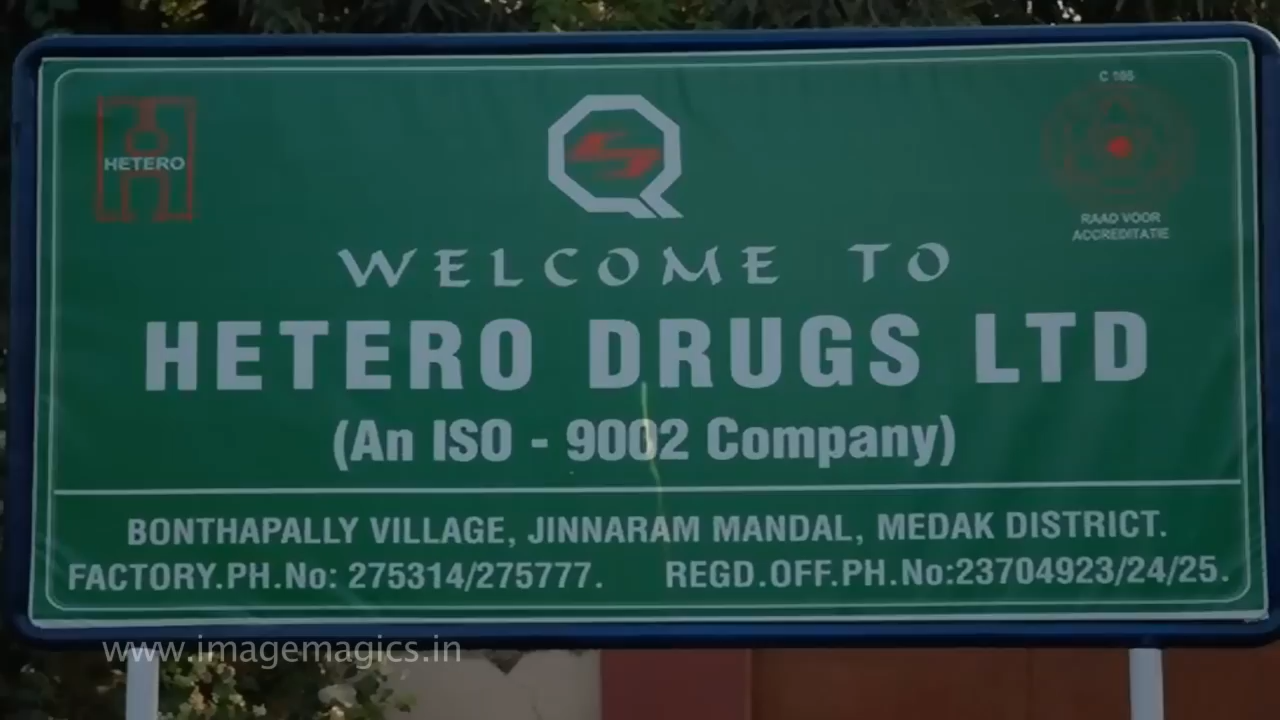 C 105
HETERO
RAAD VOOR
ACCREDITATIE
WELCOME TO
HETERO DRUGS LTD
(An ISO - 9002 Company)
BONTHAPALLY VILLAGE, JINNARAM MANDAL, MEDAK DISTRICT.
FACTORY.PH.No: 275314/275777. REGD.OFF.PH.No:23704923/24/25.
www.imagemagics.in